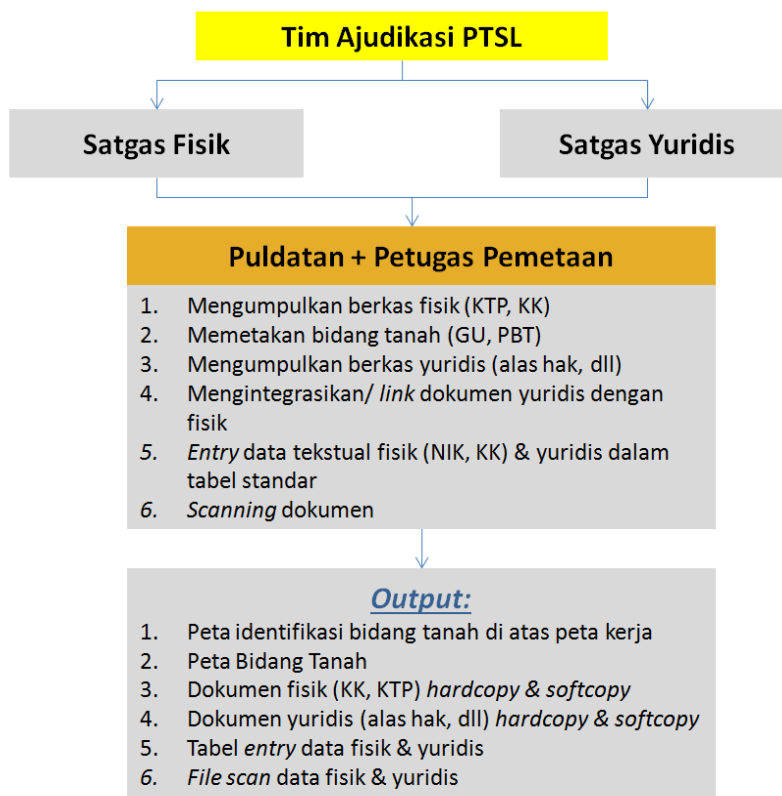 Tim Ajudikasi PTSL
Satgas Fisik
Satgas Yuridis
Puldatan + Petugas Pemetaan
1. Mengumpulkan berkas fisik (KTP, KK)
2. Memetakan bidang tanah (GU, PBT)
3. Mengumpulkan berkas yuridis (alas hak, dll)
4. Mengintegrasikan/ link dokumen yuridis dengan
fisik
5. Entry data tekstual fisik (NIK, KK) & yuridis dalam
tabel standar
6. Scanning dokumen
Output:
1. Peta identifikasi bidang tanah di atas peta kerja
2. Peta Bidang Tanah
3. Dokumen fisik (KK, KTP) hardcopy & softcopy
4. Dokumen yuridis (alas hak, dll) hardcopy & softcopy
5. Tabel entry data fisik & yuridis
6. File scan data fisik & yuridis